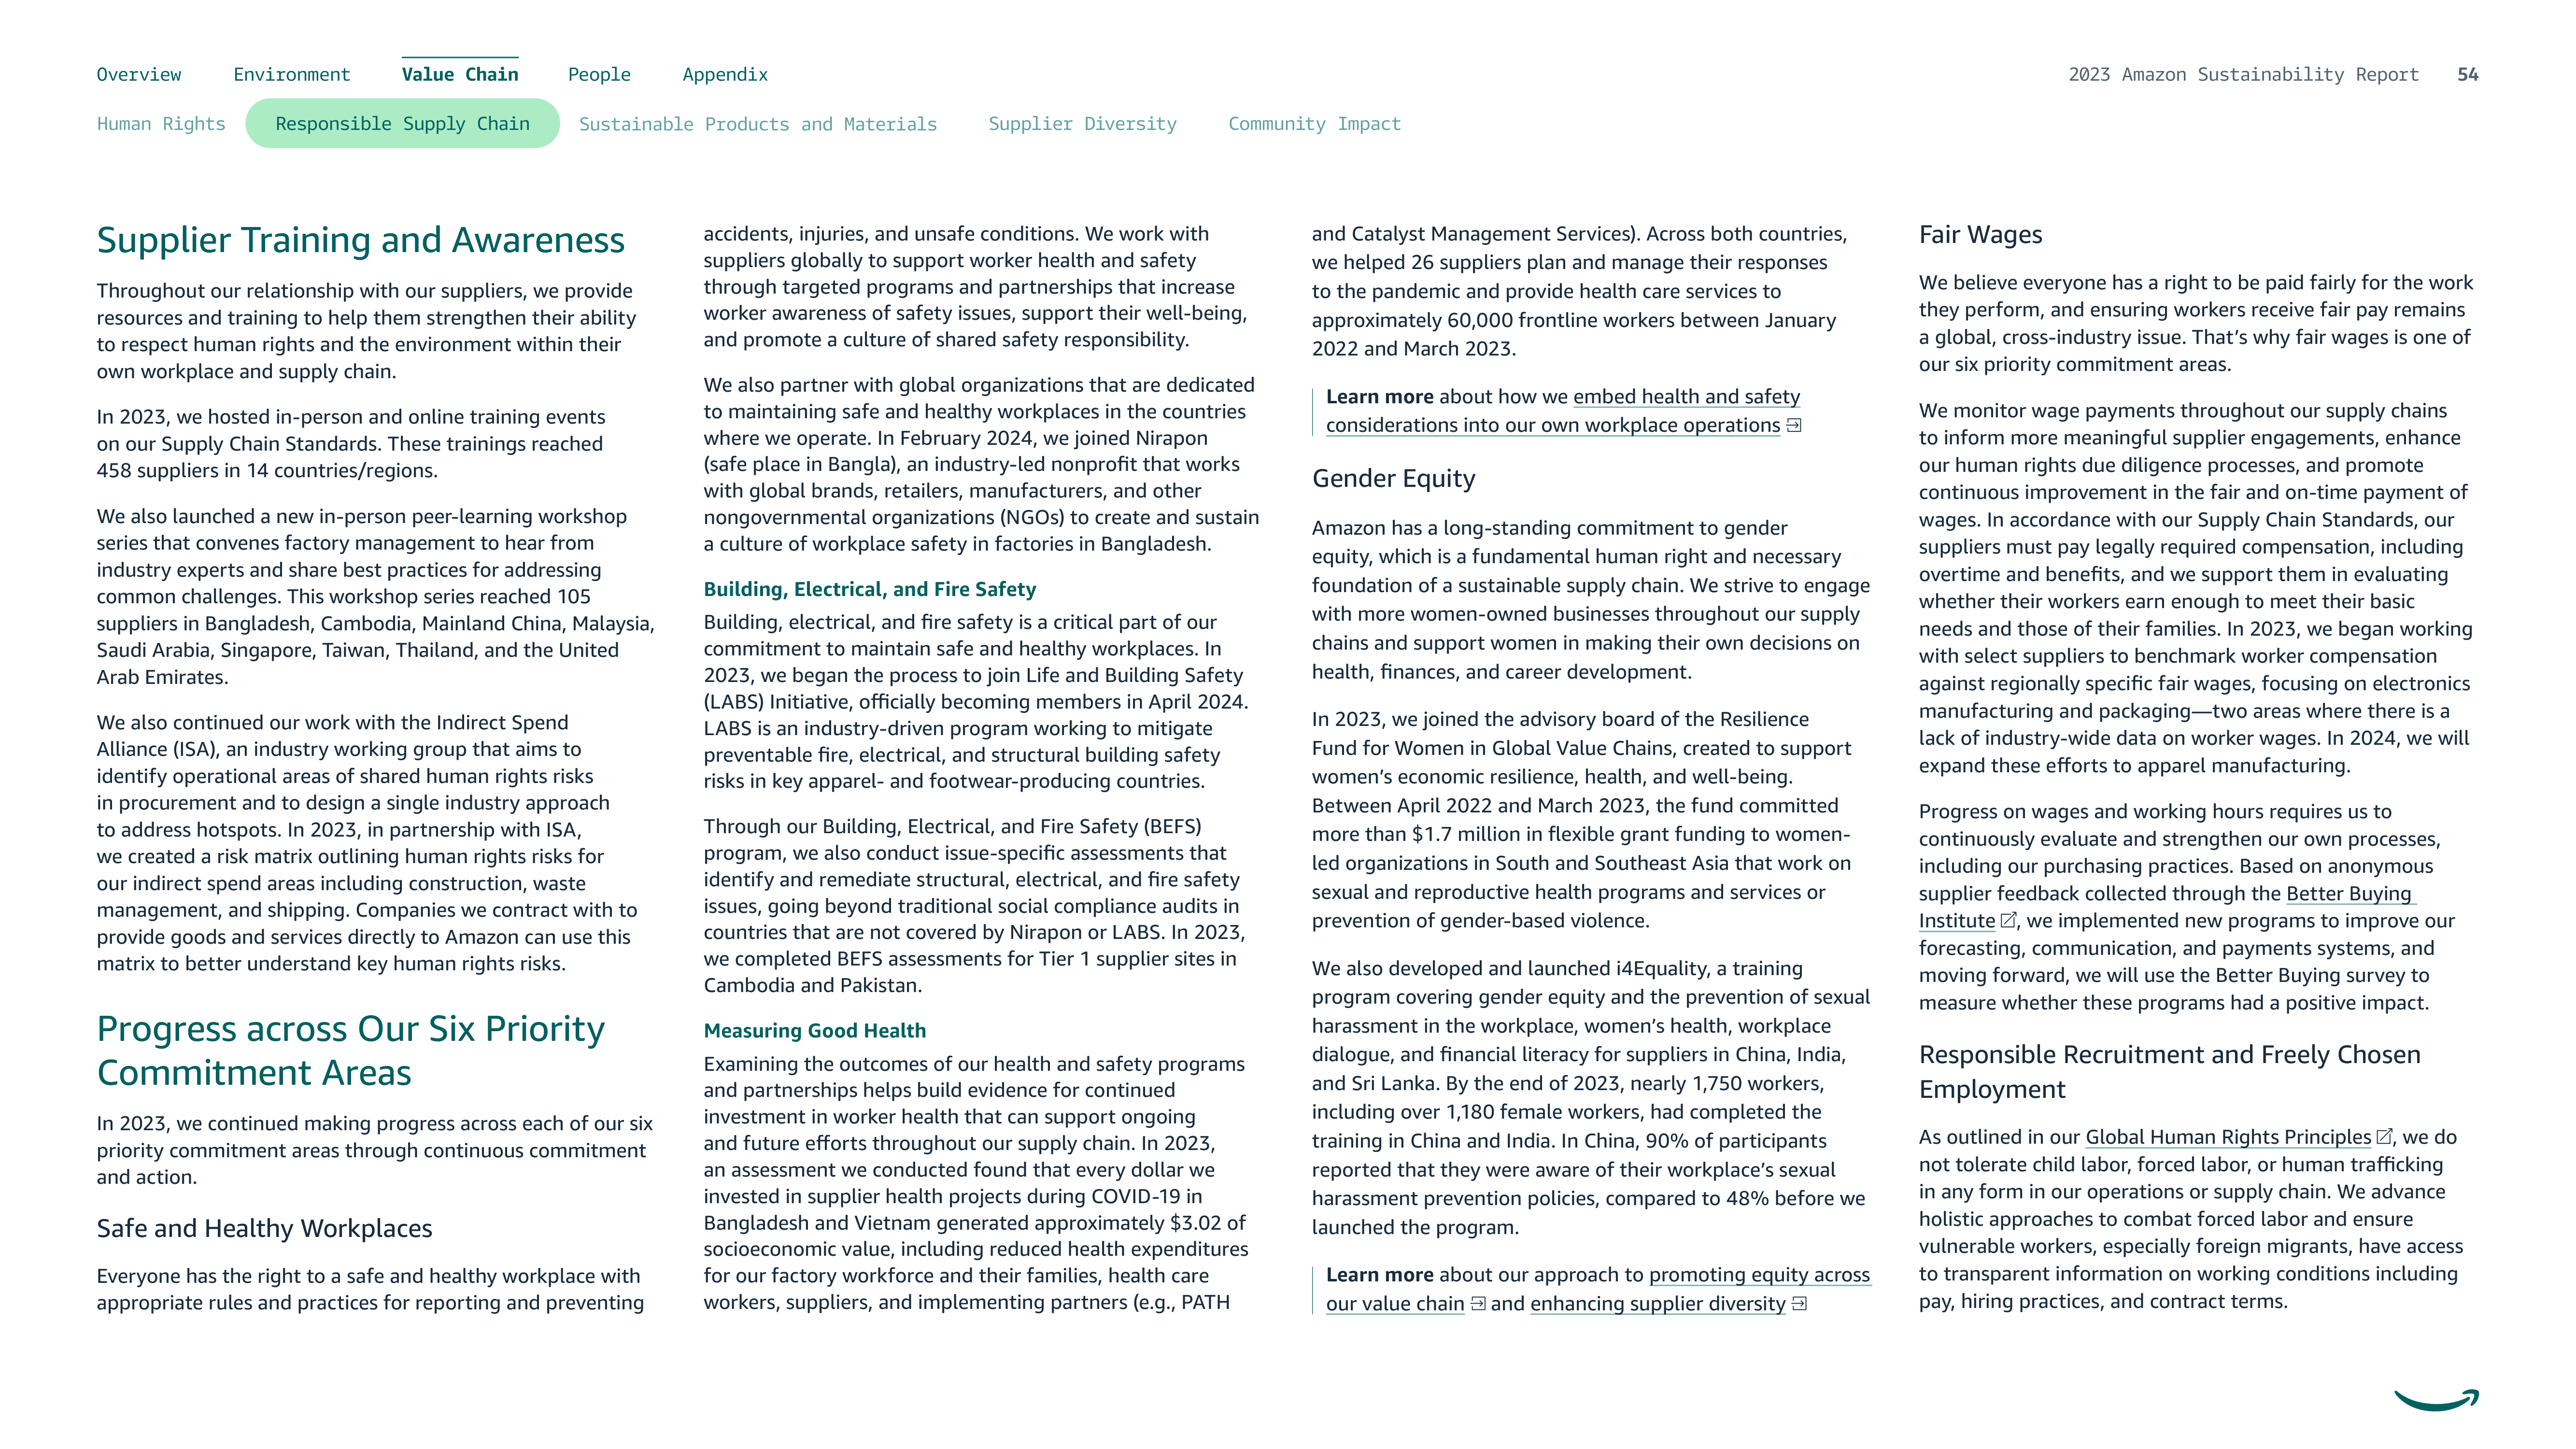 Overview Environment Value Chain People Appendix
2023 Amazon Sustainability Report 54
Human Rights Responsible Supply Chain Sustainable Products and Materials Supplier Diversity Community Impact
Supplier Training and Awareness
Throughout our relationship with our suppliers, we provide
resources and training to help them strengthen their ability
to respect human rights and the environment within their
own workplace and supply chain.
In 2023, we hosted in-person and online training events
on our Supply Chain Standards. These trainings reached
458 suppliers in 14 countries/regions.
We also launched a new in-person peer-learning workshop
series that convenes factory management to hear from
industry experts and share best practices for addressing
common challenges. This workshop series reached 105
suppliers in Bangladesh, Cambodia, Mainland China, Malaysia,
Saudi Arabia, Singapore, Taiwan, Thailand, and the United
Arab Emirates.
We also continued our work with the Indirect Spend
Alliance (ISA), an industry working group that aims to
identify operational areas of shared human rights risks
in procurement and to design a single industry approach
to address hotspots. In 2023, in partnership with ISA,
we created a risk matrix outlining human rights risks for
our indirect spend areas including construction, waste
management, and shipping. Companies we contract with to
provide goods and services directly to Amazon can use this
matrix to better understand key human rights risks.
Progress across Our Six Priority
Commitment Areas
In 2023, we continued making progress across each of our six
priority commitment areas through continuous commitment
and action.
Safe and Healthy Workplaces
Everyone has the right to a safe and healthy workplace with
appropriate rules and practices for reporting and preventing
accidents, injuries, and unsafe conditions. We work with
suppliers globally to support worker health and safety
through targeted programs and partnerships that increase
worker awareness of safety issues, support their well-being,
and promote a culture of shared safety responsibility.
We also partner with global organizations that are dedicated
to maintaining safe and healthy workplaces in the countries
where we operate. In February 2024, we joined Nirapon
(safe place in Bangla), an industry-led nonprofit that works
with global brands, retailers, manufacturers, and other
nongovernmental organizations (NGOs) to create and sustain
a culture of workplace safety in factories in Bangladesh.
Building, Electrical, and Fire Safety
Building, electrical, and fire safety is a critical part of our
commitment to maintain safe and healthy workplaces. In
2023, we began the process to join Life and Building Safety
(LABS) Initiative, officially becoming members in April 2024.
LABS is an industry-driven program working to mitigate
preventable fire, electrical, and structural building safety
risks in key apparel- and footwear-producing countries.
Through our Building, Electrical, and Fire Safety (BEFS)
program, we also conduct issue-specific assessments that
identify and remediate structural, electrical, and fire safety
issues, going beyond traditional social compliance audits in
countries that are not covered by Nirapon or LABS. In 2023,
we completed BEFS assessments for Tier 1 supplier sites in
Cambodia and Pakistan.
Measuring Good Health
Examining the outcomes of our health and safety programs
and partnerships helps build evidence for continued
investment in worker health that can support ongoing
and future efforts throughout our supply chain. In 2023,
an assessment we conducted found that every dollar we
invested in supplier health projects during COVID-19 in
Bangladesh and Vietnam generated approximately $3.02 of
socioeconomic value, including reduced health expenditures
for our factory workforce and their families, health care
workers, suppliers, and implementing partners (e.g., PATH
and Catalyst Management Services). Across both countries,
we helped 26 suppliers plan and manage their responses
to the pandemic and provide health care services to
approximately 60,000 frontline workers between January
2022 and March 2023.
Learn more about how we embed health and safety
considerations into our own workplace operations
Gender Equity
Amazon has a long-standing commitment to gender
equity, which is a fundamental human right and necessary
foundation of a sustainable supply chain. We strive to engage
with more women-owned businesses throughout our supply
chains and support women in making their own decisions on
health, finances, and career development.
In 2023, we joined the advisory board of the Resilience
Fund for Women in Global Value Chains, created to support
women's economic resilience, health, and well-being.
Between April 2022 and March 2023, the fund committed
more than $1.7 million in flexible grant funding to women-
led organizations in South and Southeast Asia that work on
sexual and reproductive health programs and services or
prevention of gender-based violence.
We also developed and launched i4Equality, a training
program covering gender equity and the prevention of sexual
harassment in the workplace, women's health, workplace
dialogue, and financial literacy for suppliers in China, India,
and Sri Lanka. By the end of 2023, nearly 1,750 workers,
including over 1,180 female workers, had completed the
training in China and India. In China, 90% of participants
reported that they were aware of their workplace's sexual
harassment prevention policies, compared to 48% before we
launched the program.
Learn more about our approach to promoting equity across
our value chain and enhancing supplier diversity
Fair Wages
We believe everyone has a right to be paid fairly for the work
they perform, and ensuring workers receive fair pay remains
a global, cross-industry issue. That's why fair wages is one of
our six priority commitment areas.
We monitor wage payments throughout our supply chains
to inform more meaningful supplier engagements, enhance
our human rights due diligence processes, and promote
continuous improvement in the fair and on-time payment of
wages. In accordance with our Supply Chain Standards, our
suppliers must pay legally required compensation, including
overtime and benefits, and we support them in evaluating
whether their workers earn enough to meet their basic
needs and those of their families. In 2023, we began working
with select suppliers to benchmark worker compensation
against regionally specific fair wages, focusing on electronics
manufacturing and packaging—two areas where there is a
lack of industry-wide data on worker wages. In 2024, we will
expand these efforts to apparel manufacturing.
Progress on wages and working hours requires us to
continuously evaluate and strengthen our own processes,
including our purchasing practices. Based on anonymous
supplier feedback collected through the Better Buying
Institute, we implemented new programs to improve our
forecasting, communication, and payments systems, and
moving forward, we will use the Better Buying survey to
measure whether these programs had a positive impact.
Responsible Recruitment and Freely Chosen
Employment
As outlined in our Global Human Rights Principles, we do
not tolerate child labor, forced labor, or human trafficking
in any form in our operations or supply chain. We advance
holistic approaches to combat forced labor and ensure
vulnerable workers, especially foreign migrants, have access
to transparent information on working conditions including
pay, hiring practices, and contract terms.